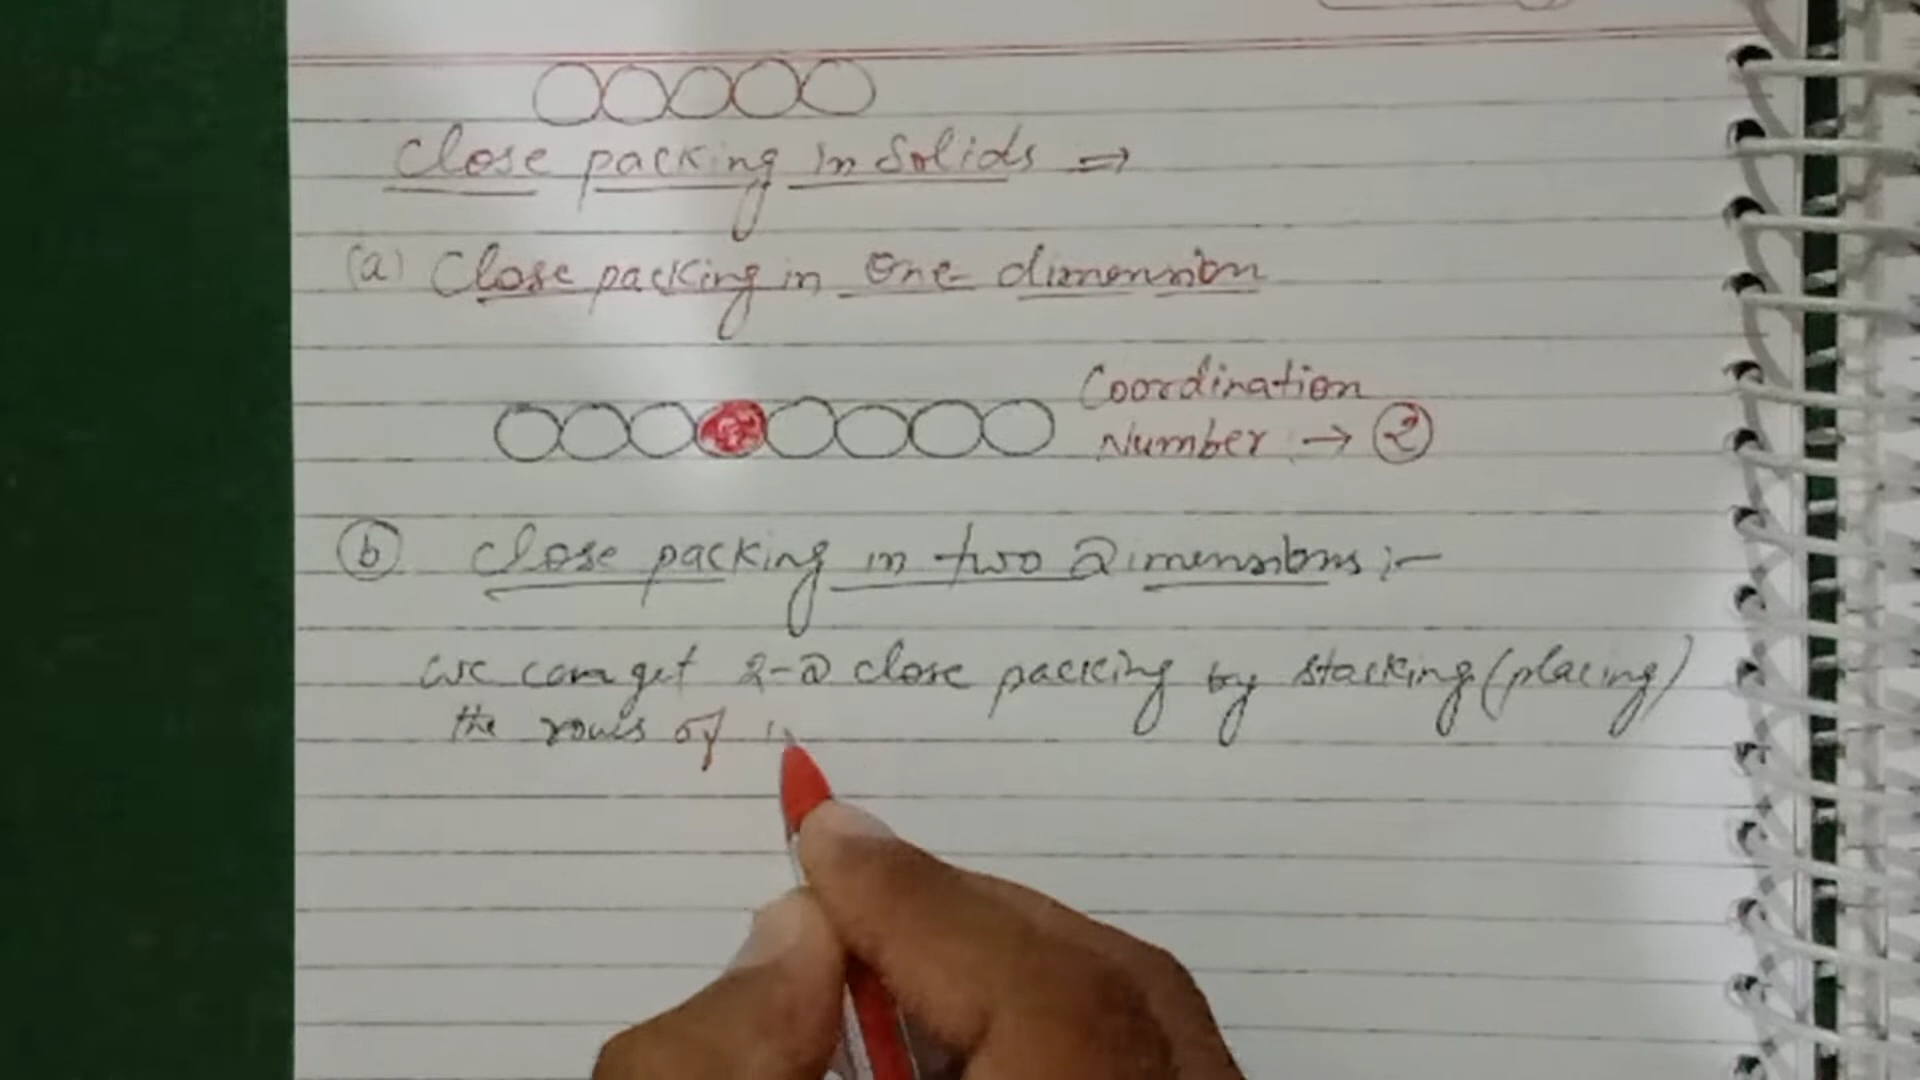 Close packing in Solids ⇒
(a) Close packing in One-dimension
Coordination
Number → 2
b Close packing in two Dimensions :-
We can get 2-D close packing by stacking (placing)
the rows of